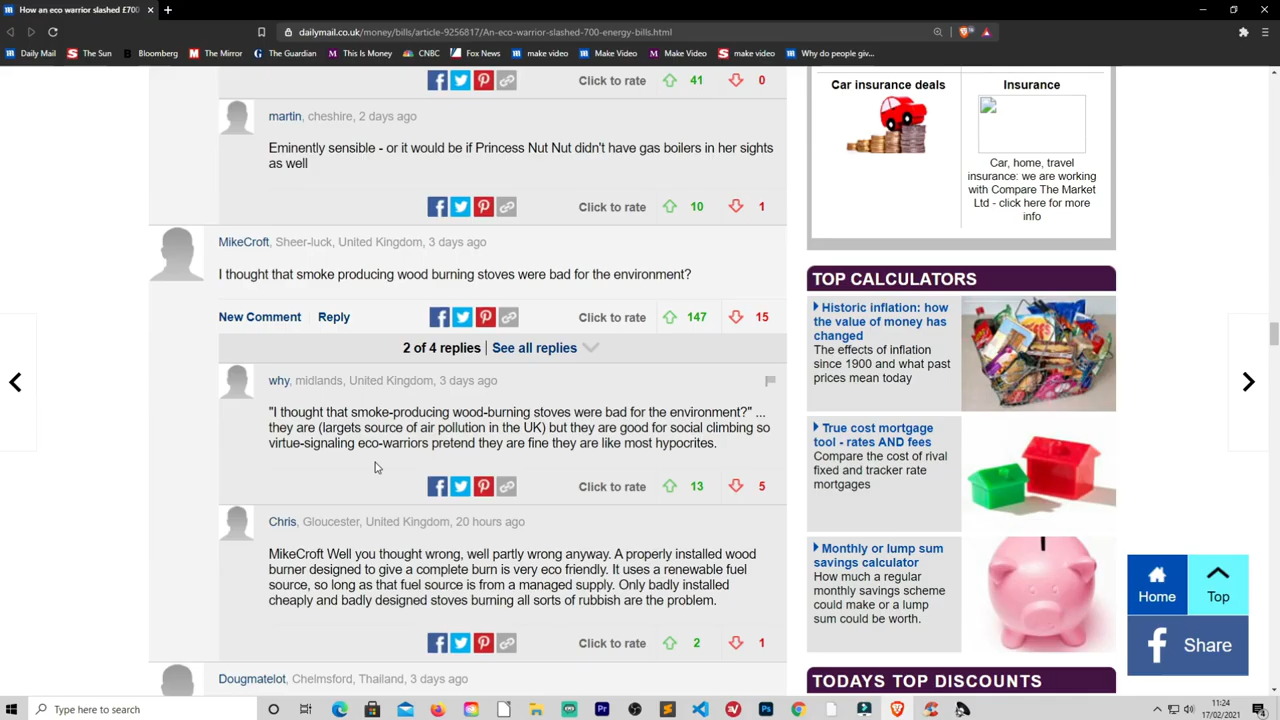 How an eco warrior slashed £700
dailymail.co.uk/money/bills/article-9256817/An-eco-warrior-slashed-700-energy-bills.html
Daily Mail The Sun Bloomberg The Mirror The Guardian This Is Money CNBC Fox News make video Make Video Make Video make video Why do people giv...
Click to rate 41 0
martin, cheshire, 2 days ago
Eminently sensible - or it would be if Princess Nut Nut didn't have gas boilers in her sights
as well
Click to rate 10 1
MikeCroft, Sheer-luck, United Kingdom, 3 days ago
I thought that smoke producing wood burning stoves were bad for the environment?
New Comment Reply Click to rate 147 15
2 of 4 replies See all replies
why, midlands, United Kingdom, 3 days ago
"I thought that smoke-producing wood-burning stoves were bad for the environment?" ...
they are (largets source of air pollution in the UK) but they are good for social climbing so
virtue-signaling eco-warriors pretend they are fine they are like most hypocrites.
Click to rate 13 5
Chris, Gloucester, United Kingdom, 20 hours ago
MikeCroft Well you thought wrong, well partly wrong anyway. A properly installed wood
burner designed to give a complete burn is very eco friendly. It uses a renewable fuel
source, so long as that fuel source is from a managed supply. Only badly installed
cheaply and badly designed stoves burning all sorts of rubbish are the problem.
Click to rate 2 1
Dougmatelot, Chelmsford, Thailand, 3 days ago
Car insurance deals
Insurance
Car, home, travel
insurance: we are working
with Compare The Market
Ltd - click here for more
info
TOP CALCULATORS
Historic inflation: how
the value of money has
changed
The effects of inflation
since 1900 and what past
prices mean today
True cost mortgage
tool - rates AND fees
Compare the cost of rival
fixed and tracker rate
mortgages
Monthly or lump sum
savings calculator
How much a regular
monthly savings scheme
could make or a lump
sum could be worth.
TODAYS TOP DISCOUNTS
Home Top
Share
Type here to search
11:24
17/02/2021